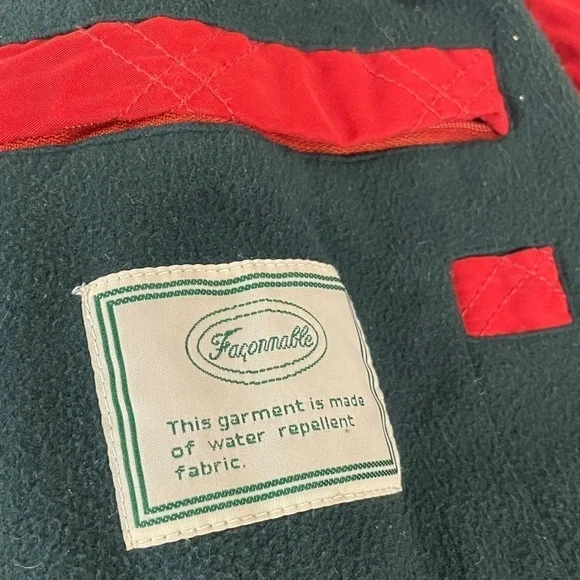 Façonnable
This garment is made
of water repellent
fabric.